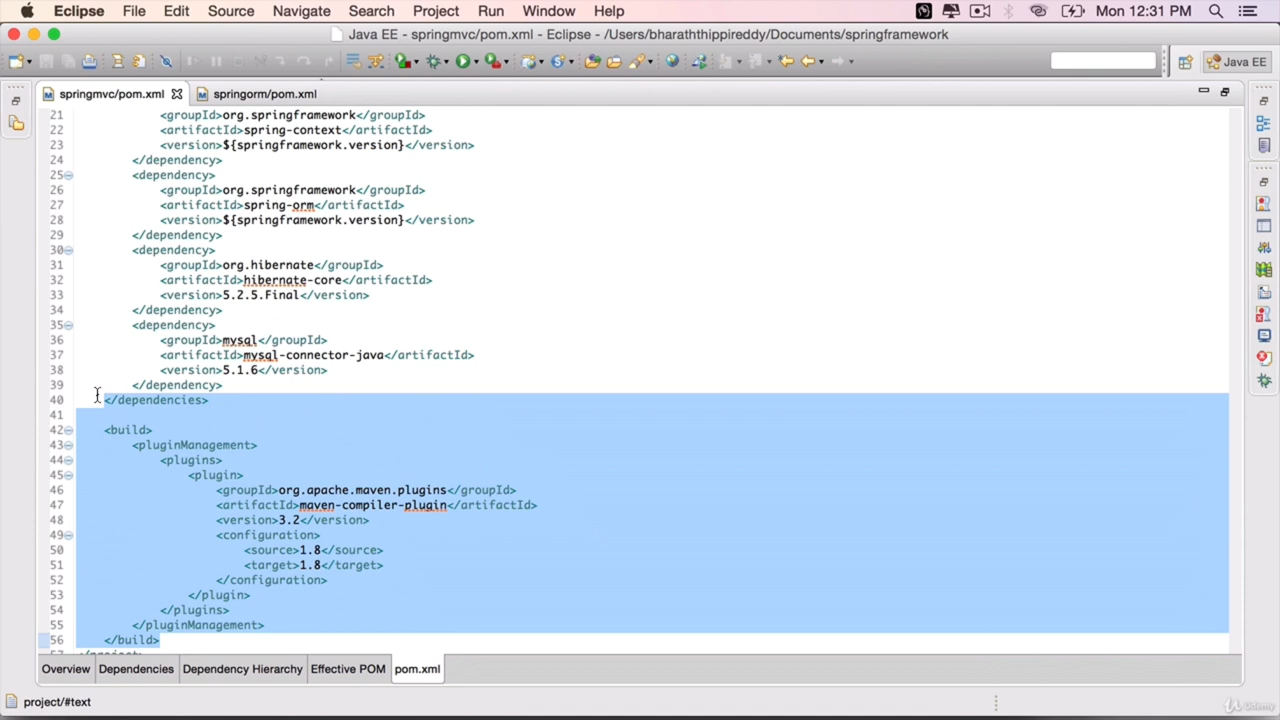 Eclipse File Edit Source Navigate Search Project Run Window Help Mon 12:31 PM
Java EE - springmvc/pom.xml - Eclipse - /Users/bharaththippireddy/Documents/springframework
Java EE
springmvc/pom.xml springorm/pom.xml
21 <groupId>org.springframework</groupId>
22 <artifactId>spring-context</artifactId>
23 <version>${springframework.version}</version>
24 </dependency>
25 <dependency>
26 <groupId>org.springframework</groupId>
27 <artifactId>spring-orm</artifactId>
28 <version>${springframework.version}</version>
29 </dependency>
30 <dependency>
31 <groupId>org.hibernate</groupId>
32 <artifactId>hibernate-core</artifactId>
33 <version>5.2.5.Final</version>
34 </dependency>
35 <dependency>
36 <groupId>mysql</groupId>
37 <artifactId>mysql-connector-java</artifactId>
38 <version>5.1.6</version>
39 </dependency>
40 </dependencies>
41
42 <build>
43 <pluginManagement>
44 <plugins>
45 <plugin>
46 <groupId>org.apache.maven.plugins</groupId>
47 <artifactId>maven-compiler-plugin</artifactId>
48 <version>3.2</version>
49 <configuration>
50 <source>1.8</source>
51 <target>1.8</target>
52 </configuration>
53 </plugin>
54 </plugins>
55 </pluginManagement>
56 </build>
57 </project>
Overview Dependencies Dependency Hierarchy Effective POM pom.xml
project/#text
Udemy